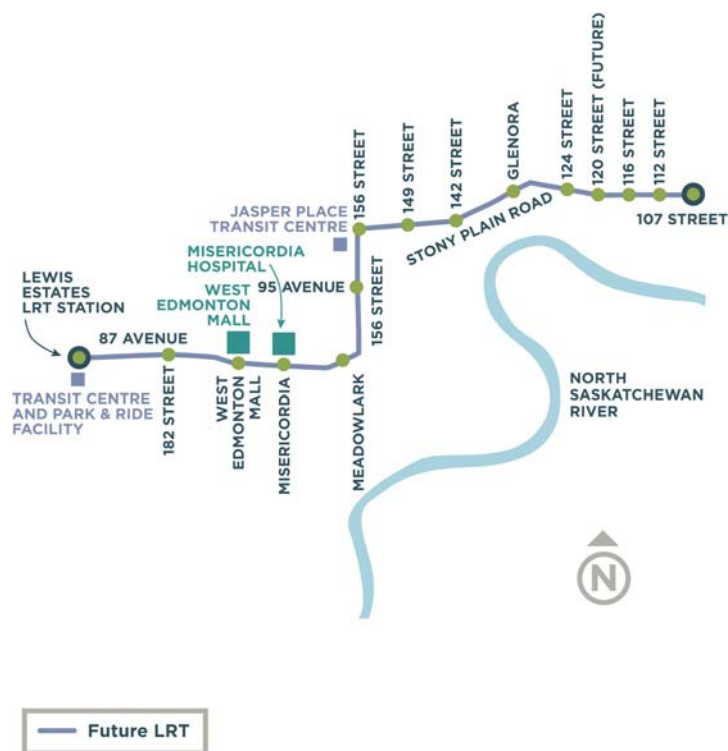 156 STREET
149 STREET
142 STREET
GLENORA
124 STREET
120 STREET (FUTURE)
116 STREET
112 STREET
107 STREET
STONY PLAIN ROAD
JASPER PLACE
TRANSIT CENTRE
MISERICORDIA
HOSPITAL
95 AVENUE
156 STREET
WEST
EDMONTON
MALL
LEWIS
ESTATES
LRT STATION
87 AVENUE
TRANSIT CENTRE
AND PARK & RIDE
FACILITY
182 STREET
WEST
EDMONTON
MALL
MISERICORDIA
MEADOWLARK
NORTH
SASKATCHEWAN
RIVER
N
Future LRT